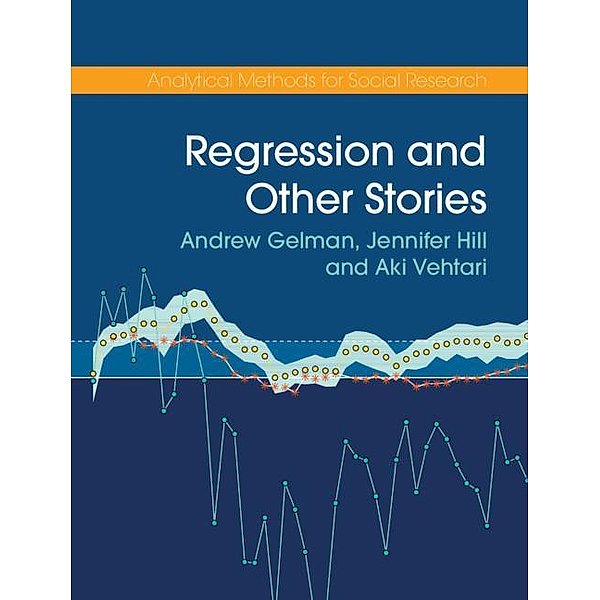 Analytical Methods for Social Research
Regression and
Other Stories
Andrew Gelman, Jennifer Hill
and Aki Vehtari